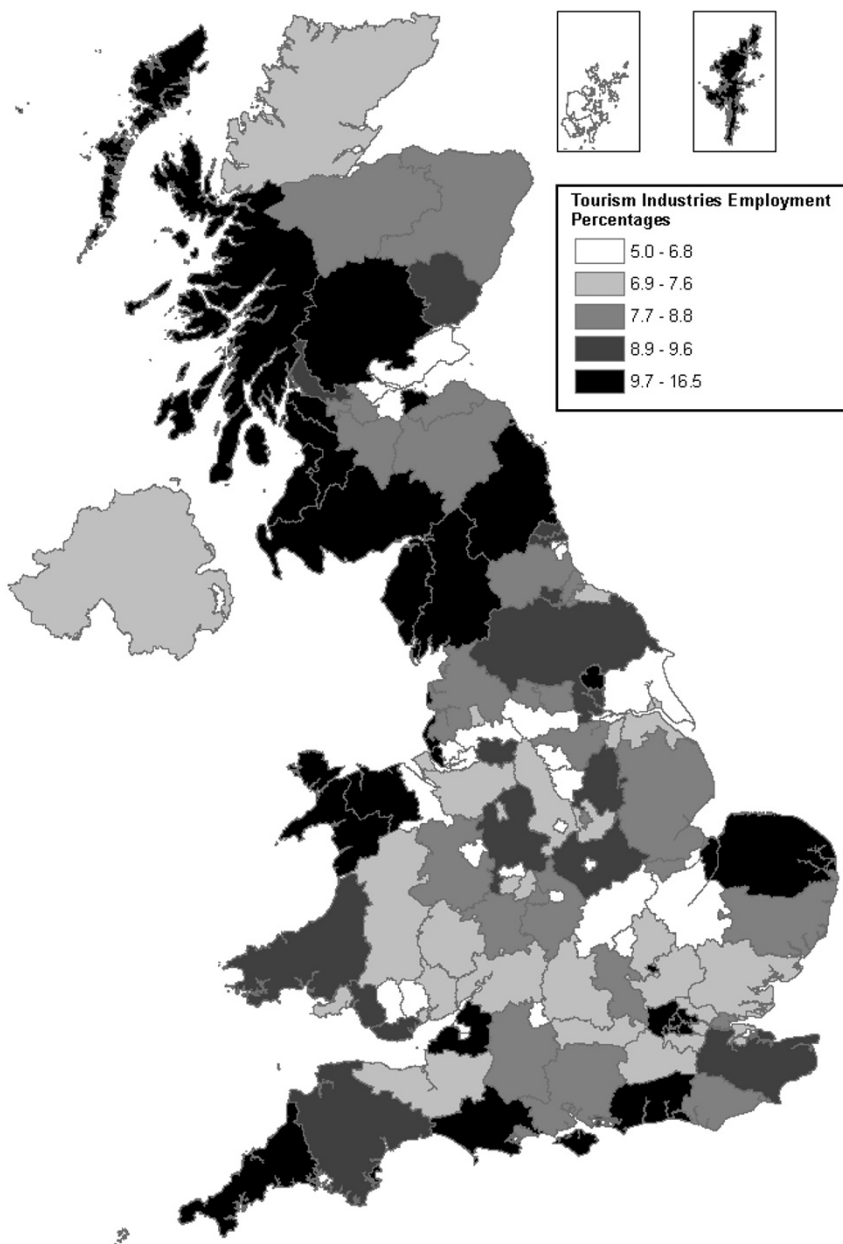 Tourism Industries Employment
Percentages
5.0 - 6.8
6.9 - 7.6
7.7 - 8.8
8.9 - 9.6
9.7 - 16.5